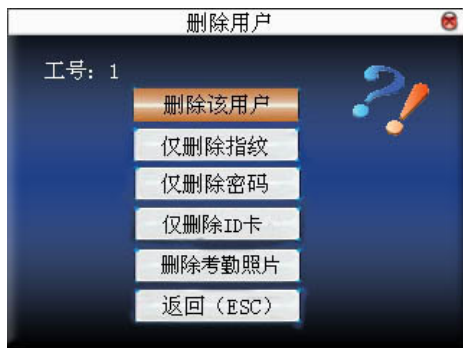 删除用户
工号: 1
删除该用户
仅删除指纹
仅删除密码
仅删除ID卡
删除考勤照片
返回（ESC）